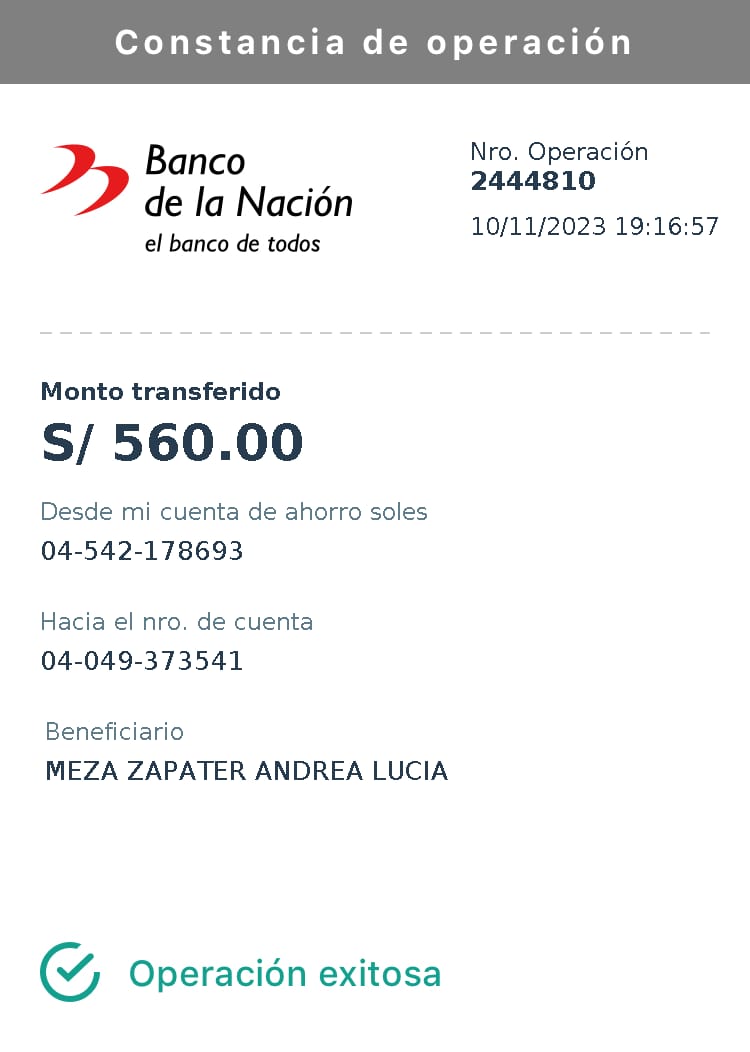 Constancia de operación
Banco
de la Nación
el banco de todos
Nro. Operación
2444810
10/11/2023 19:16:57
Monto transferido
S/ 560.00
Desde mi cuenta de ahorro soles
04-542-178693
Hacia el nro. de cuenta
04-049-373541
Beneficiario
MEZA ZAPATER ANDREA LUCIA
Operación exitosa